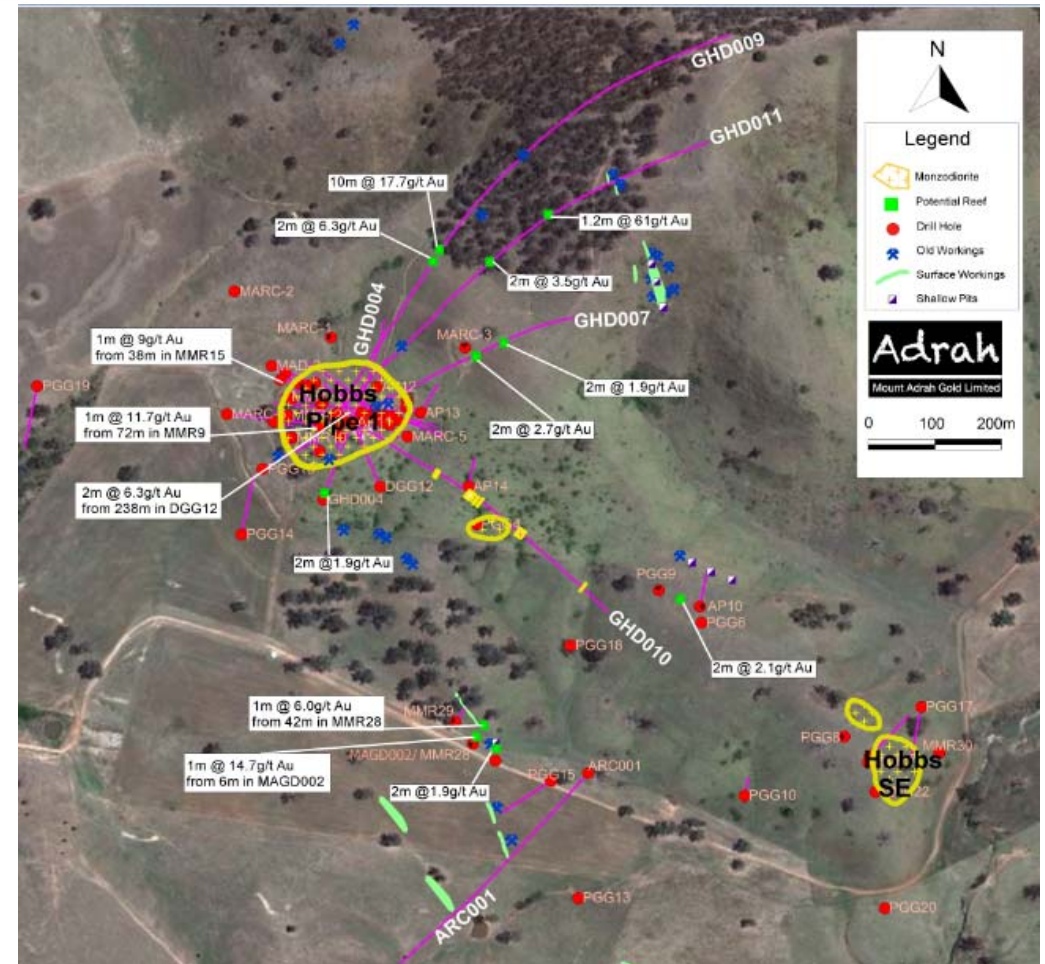 GHD009
N
GHD011
Legend
Monzodiorite
Potential Reef
Drill Hole
Old Workings
Surface Workings
Shallow Pits
Adrah
Mount Adrah Gold Limited
0 100 200m
10m @ 17.7g/t Au
2m @ 6.3g/t Au
1.2m @ 61g/t Au
2m @ 3.5g/t Au
GHD004
MARC-2
GHD007
MARC-1
MARC-3
1m @ 9g/t Au
from 38m in MMR15
PGG19
2m @ 1.9g/t Au
2m @ 2.7g/t Au
Hobbs
Pipe
AP13
MARC-5
1m @ 11.7g/t Au
from 72m in MMR9
2m @ 6.3g/t Au
from 238m in DGG12
DGG12
AP14
GHD004
PGG14
2m @1.9g/t Au
PGG9
AP10
PGG6
GHD010
PGG18
2m @ 2.1g/t Au
1m @ 6.0g/t Au
from 42m in MMR28
MMR29
MAGD002/ MMR28
1m @ 14.7g/t Au
from 6m in MAGD002
2m @1.9g/t Au
PGG15
ARC001
PGG17
PGG8
MMR30
Hobbs
SE
PGG10
ARC001
PGG13
PGG20